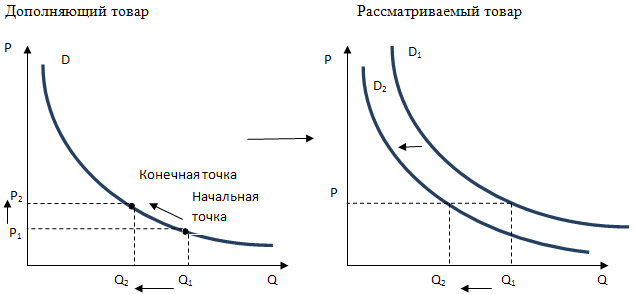 Дополняющий товар
P
D
Конечная точка
Начальная
точка
P2
P1
Q2
Q1
Q
Рассматриваемый товар
P
D1
D2
P
Q2
Q1
Q